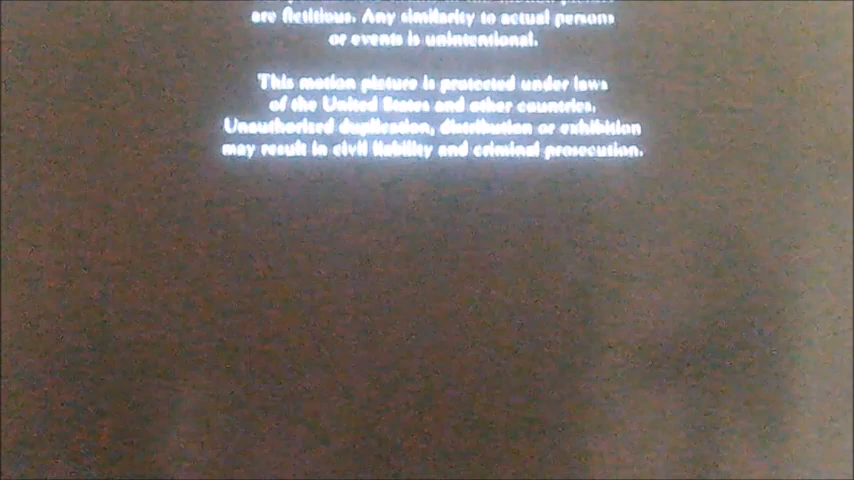 are fictitious. Any similarity to actual persons
or events is unintentional.
This motion picture is protected under laws
of the United States and other countries.
Unauthorized duplication, distribution or exhibition
may result in civil liability and criminal prosecution.